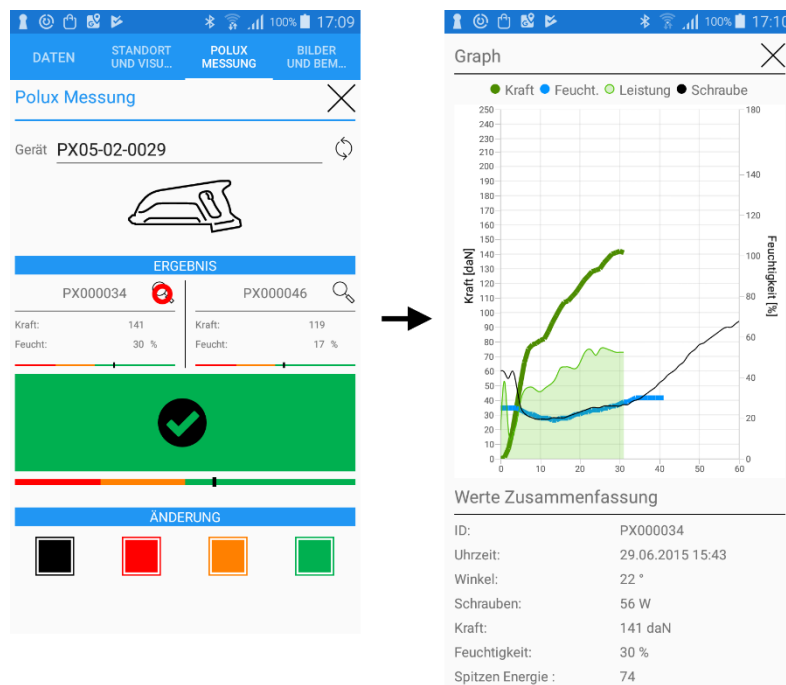 100% 17:09
DATEN
STANDORT UND VISU...
POLUX MESSUNG
BILDER UND BEM...
Polux Messung
Gerät PX05-02-0029
ERGEBNIS
PX000034
Kraft: 141
Feucht: 30 %
PX000046
Kraft: 119
Feucht: 17 %
ÄNDERUNG
100% 17:10
Graph
Kraft Feucht. Leistung Schraube
250
240
230
210
200
190
180
170
160
150
140
130
120
110
100
90
80
70
60
50
40
30
20
10
0
Kraft [daN]
180
140
120
100
80
60
40
20
0
Feuchtigkeit [%]
0 10 20 30 40 50 60
Werte Zusammenfassung
ID: PX000034
Uhrzeit: 29.06.2015 15:43
Winkel: 22 °
Schrauben: 56 W
Kraft: 141 daN
Feuchtigkeit: 30 %
Spitzen Energie : 74